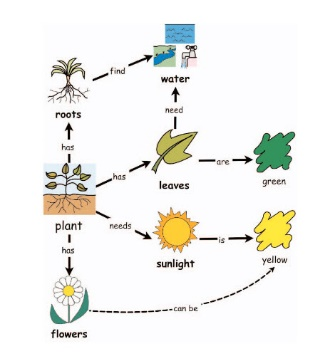 find
water
roots
need
has
has
are
leaves
green
plant
needs
is
has
sunlight
yellow
can be
flowers